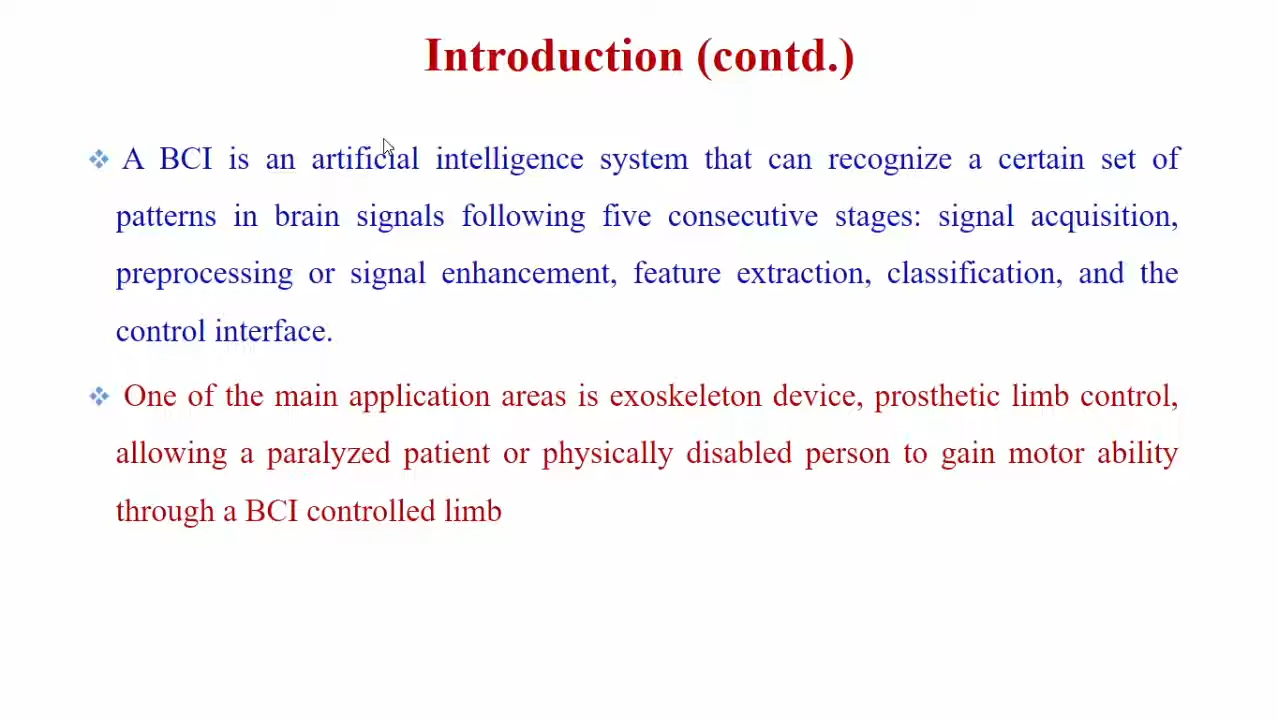 Introduction (contd.)
A BCI is an artificial intelligence system that can recognize a certain set of
patterns in brain signals following five consecutive stages: signal acquisition,
preprocessing or signal enhancement, feature extraction, classification, and the
control interface.
One of the main application areas is exoskeleton device, prosthetic limb control,
allowing a paralyzed patient or physically disabled person to gain motor ability
through a BCI controlled limb